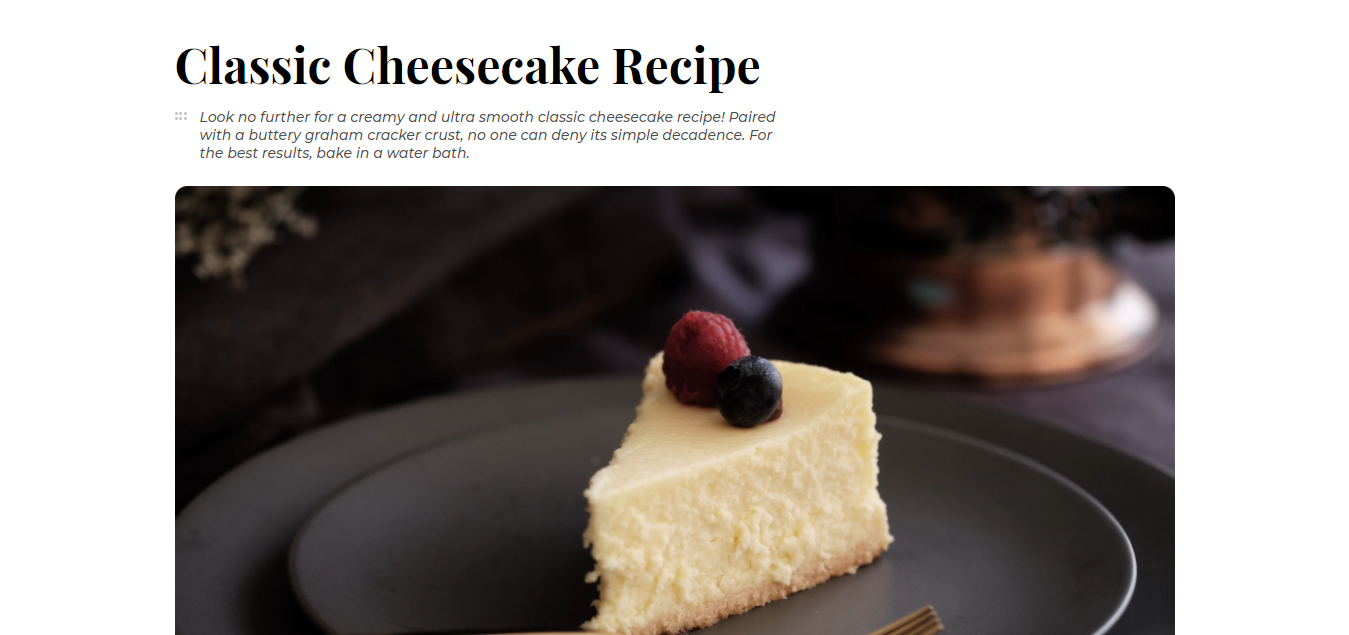 Classic Cheesecake Recipe
Look no further for a creamy and ultra smooth classic cheesecake recipe! Paired
with a buttery graham cracker crust, no one can deny its simple decadence. For
the best results, bake in a water bath.